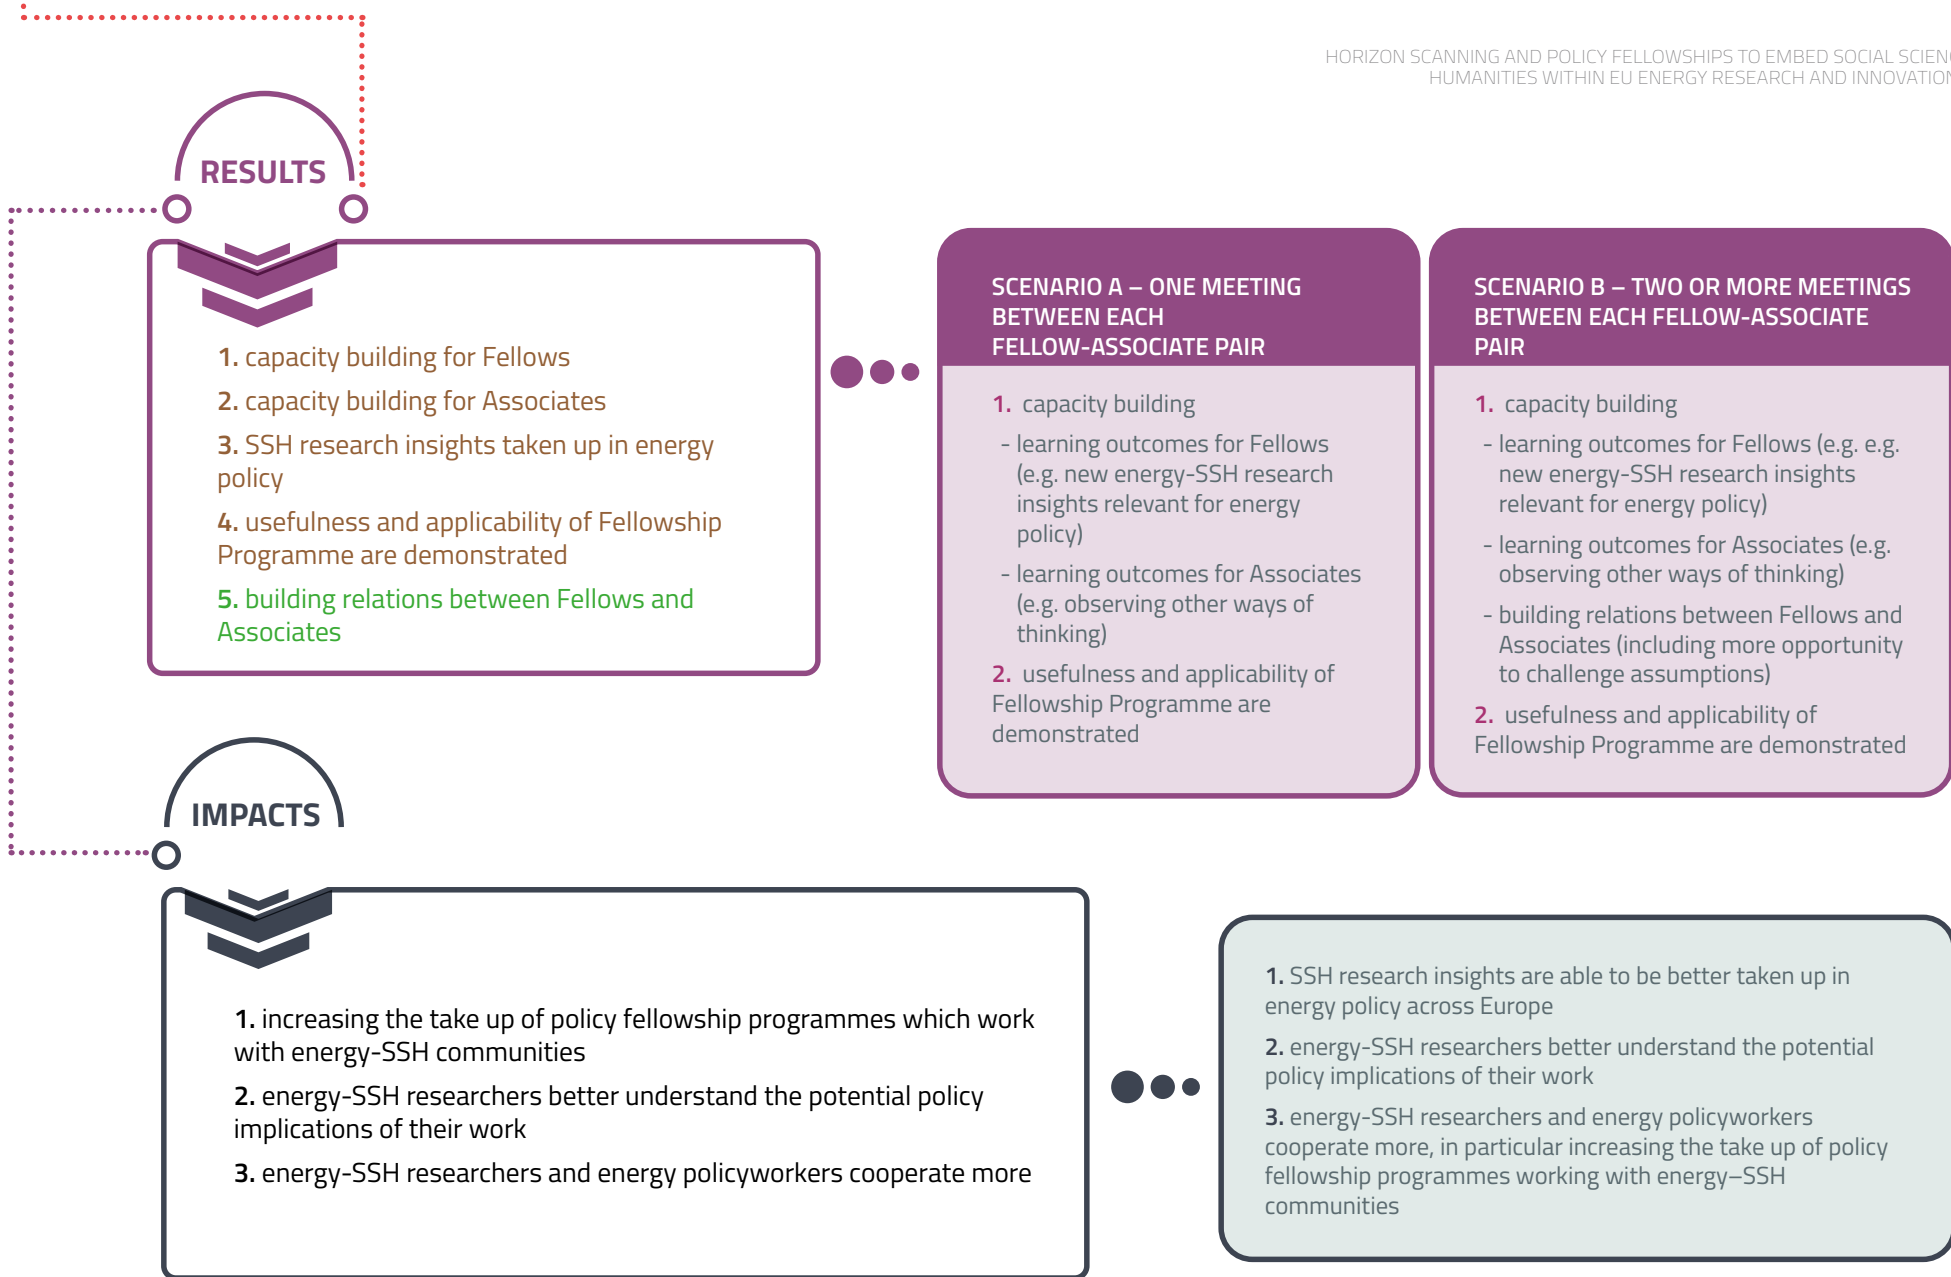 HORIZON SCANNING AND POLICY FELLOWSHIPS TO EMBED SOCIAL
HUMANITIES WITHIN EU ENERGY RESEARCH AND
RESULTS
1. capacity building for Fellows
2. capacity building for Associates
3. SSH research insights taken up in energy
policy
4. usefulness and applicability of Fellowship
Programme are demonstrated
5. building relations between Fellows and
Associates
SCENARIO A – ONE MEETING
BETWEEN EACH
FELLOW-ASSOCIATE PAIR
1. capacity building
- learning outcomes for Fellows
(e.g. new energy-SSH research
insights relevant for energy
policy)
- learning outcomes for Associates
(e.g. observing other ways of
thinking)
2. usefulness and applicability of
Fellowship Programme are
demonstrated
SCENARIO B – TWO OR MORE MEETINGS
BETWEEN EACH FELLOW-ASSOCIATE
PAIR
1. capacity building
- learning outcomes for Fellows (e.g. e.g.
new energy-SSH research insights
relevant for energy policy)
- learning outcomes for Associates (e.g.
observing other ways of thinking)
- building relations between Fellows and
Associates (including more opportunity
to challenge assumptions)
2. usefulness and applicability of
Fellowship Programme are demonstrated
IMPACTS
1. increasing the take up of policy fellowship programmes which work
with energy-SSH communities
2. energy-SSH researchers better understand the potential policy
implications of their work
3. energy-SSH researchers and energy policyworkers cooperate more
1. SSH research insights are able to be better taken up in
energy policy across Europe
2. energy-SSH researchers better understand the potential
policy implications of their work
3. energy-SSH researchers and energy policyworkers
cooperate more, in particular increasing the take up of policy
fellowship programmes working with energy–SSH
communities